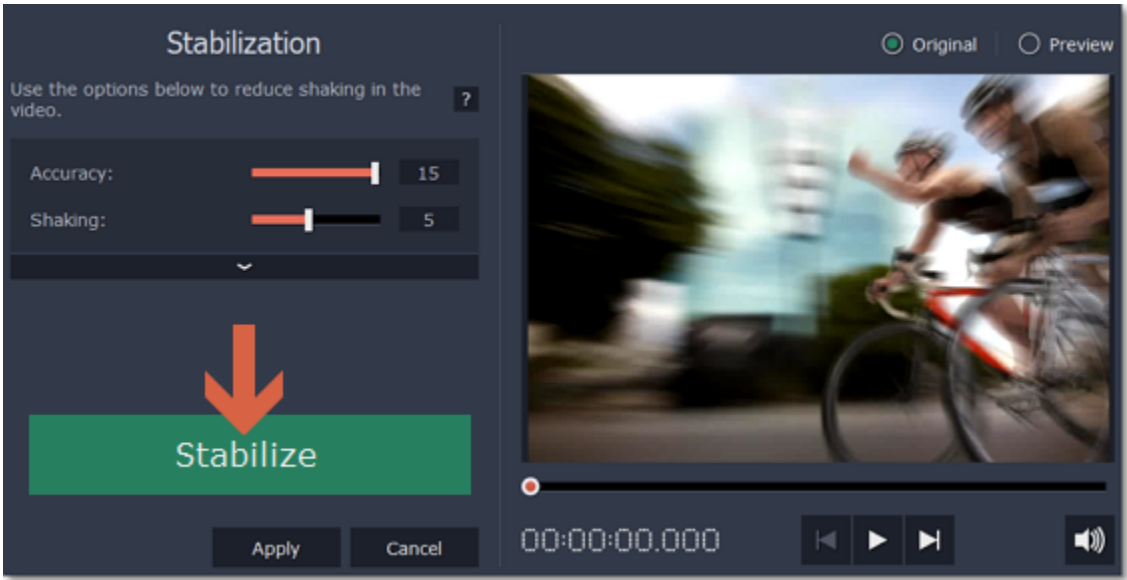 Stabilization
Original
Preview
Use the options below to reduce shaking in the
video.
?
Accuracy: 15
Shaking: 5
Stabilize
Apply
Cancel
00:00:00.000